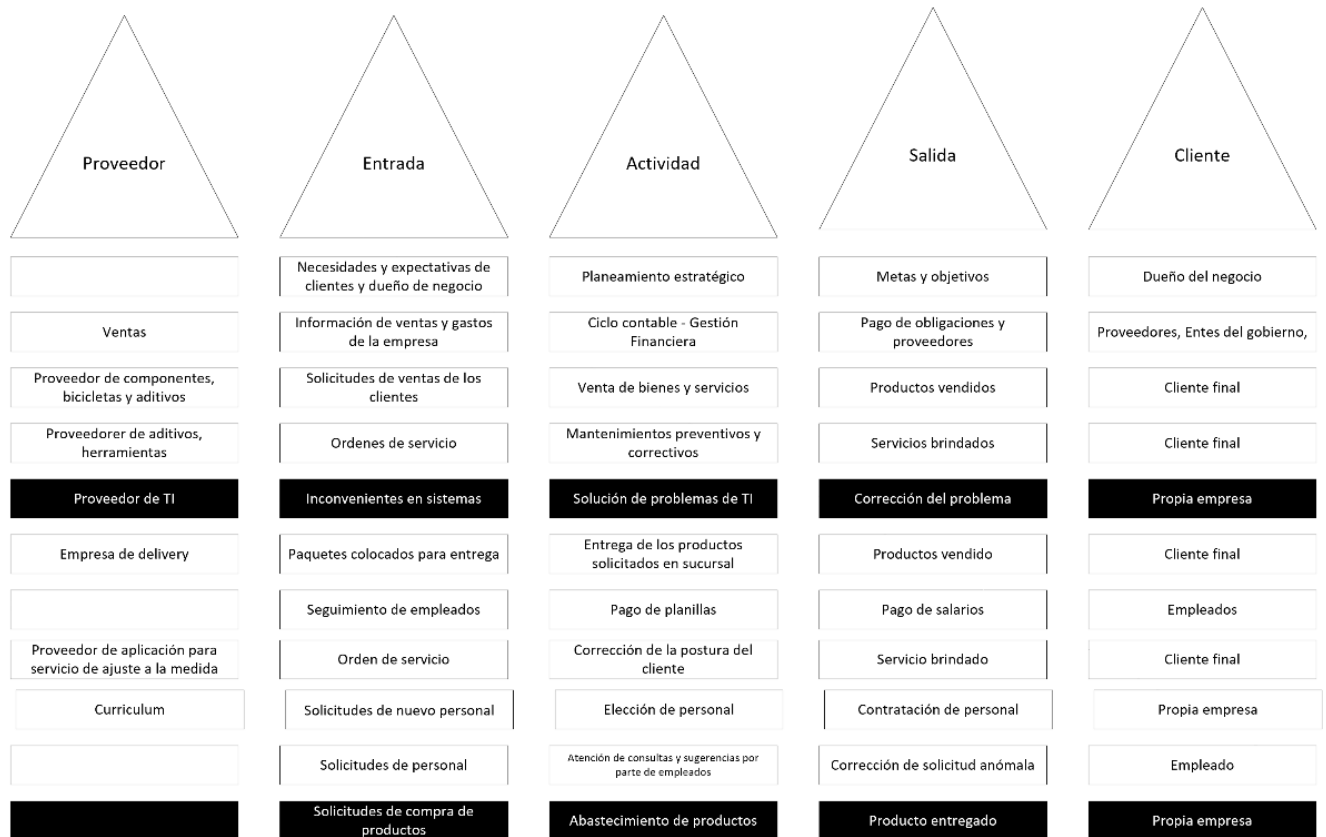 Proveedor
Entrada
Actividad
Salida
Cliente
Necesidades y expectativas de
clientes y dueño de negocio
Planeamiento estratégico
Metas y objetivos
Dueño del negocio
Ventas
Información de ventas y gastos
de la empresa
Ciclo contable - Gestión
Financiera
Pago de obligaciones y
proveedores
Proveedores, Entes del gobierno,
Proveedor de componentes,
bicicletas y aditivos
Solicitudes de ventas de los
clientes
Venta de bienes y servicios
Productos vendidos
Cliente final
Proveedorer de aditivos,
herramientas
Ordenes de servicio
Mantenimientos preventivos y
correctivos
Servicios brindados
Cliente final
Proveedor de TI
Inconvenientes en sistemas
Solución de problemas de TI
Corrección del problema
Propia empresa
Empresa de delivery
Paquetes colocados para entrega
Entrega de los productos
solicitados en sucursal
Productos vendido
Cliente final
Seguimiento de empleados
Pago de planillas
Pago de salarios
Empleados
Proveedor de aplicación para
servicio de ajuste a la medida
Orden de servicio
Corrección de la postura del
cliente
Servicio brindado
Cliente final
Curriculum
Solicitudes de nuevo personal
Elección de personal
Contratación de personal
Propia empresa
Solicitudes de personal
Atención de consultas y sugerencias por
parte de empleados
Corrección de solicitud anómala
Empleado
Solicitudes de compra de
productos
Abastecimiento de productos
Producto entregado
Propia empresa